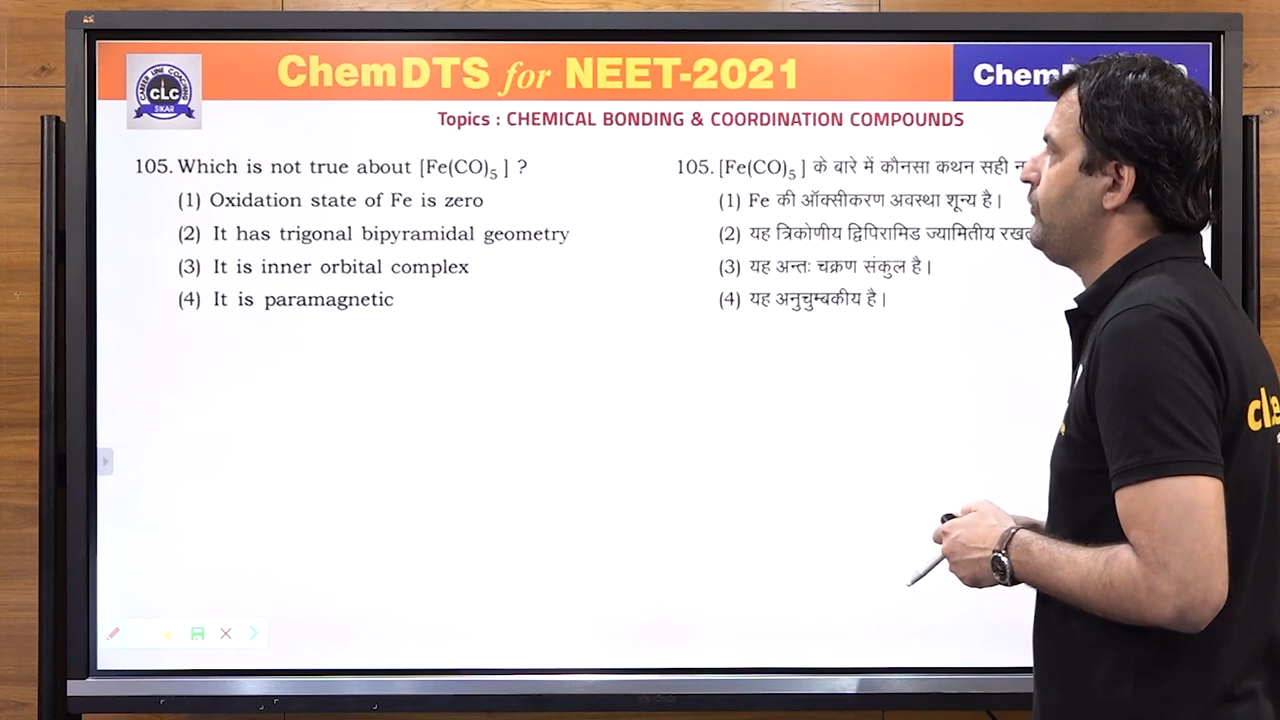 ChemDTS for NEET-2021
Chem
CAREER LINE COACHING
CLC
SIKAR
Topics : CHEMICAL BONDING & COORDINATION COMPOUNDS
105. Which is not true about [Fe(CO)₅] ?
(1) Oxidation state of Fe is zero
(2) It has trigonal bipyramidal geometry
(3) It is inner orbital complex
(4) It is paramagnetic
105. [Fe(CO)₅] के बारे में कौनसा कथन सही
(1) Fe की ऑक्सीकरण अवस्था शून्य है।
(2) यह त्रिकोणीय द्विपिरामिड ज्यामितीय
(3) यह अन्तः चक्रण संकुल है।
(4) यह अनुचुम्बकीय है।